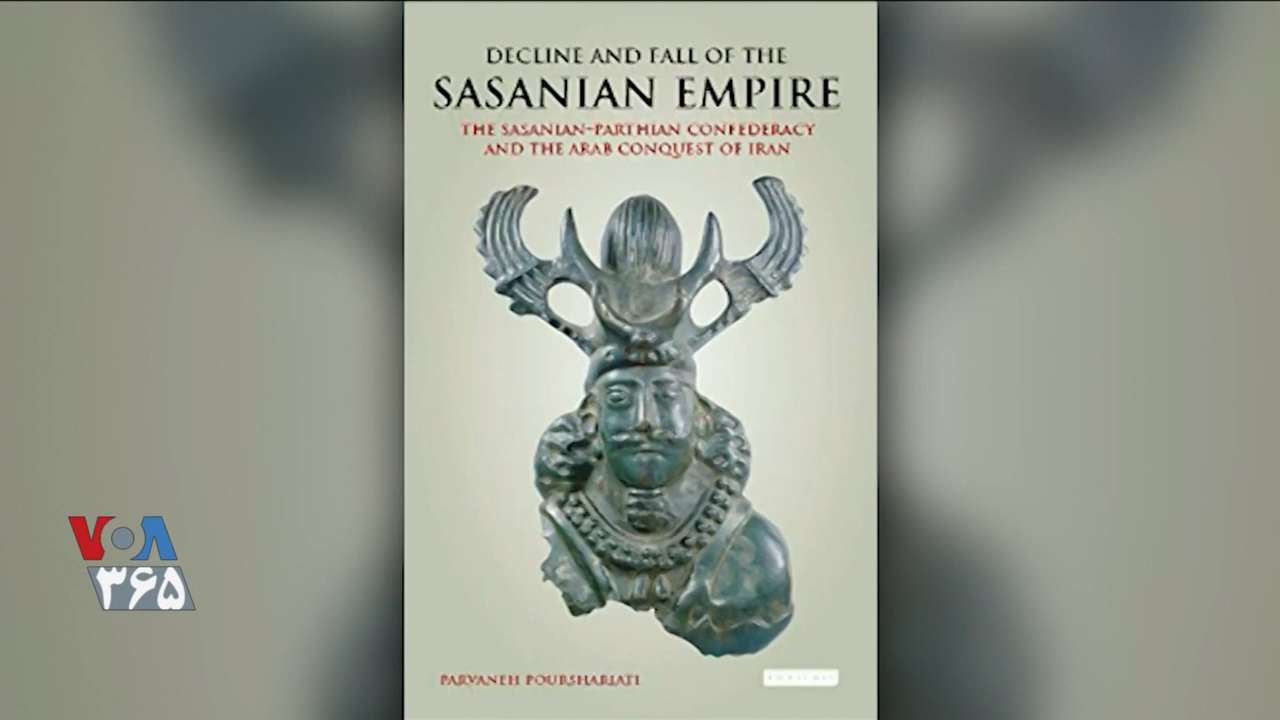 DECLINE AND FALL OF THE
SASANIAN EMPIRE
THE SASANIAN-PARTHIAN CONFEDERACY
AND THE ARAB CONQUEST OF IRAN
VOA
۳۶۵
PARVANEH POURSHARIATI